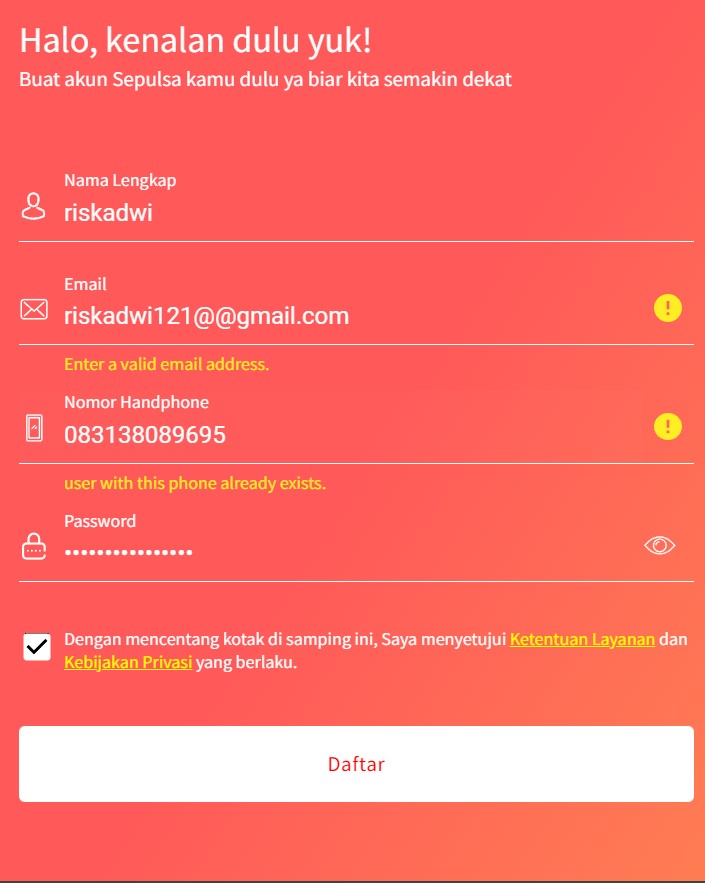 Halo, kenalan dulu yuk!
Buat akun Sepulsa kamu dulu ya biar kita semakin dekat
Nama Lengkap
riskadwi
Email
riskadwi121@@gmail.com
Enter a valid email address.
Nomor Handphone
083138089695
user with this phone already exists.
Password
••••••••••••••••
Dengan mencentang kotak di samping ini, Saya menyetujui Ketentuan Layanan dan
Kebijakan Privasi yang berlaku.
Daftar